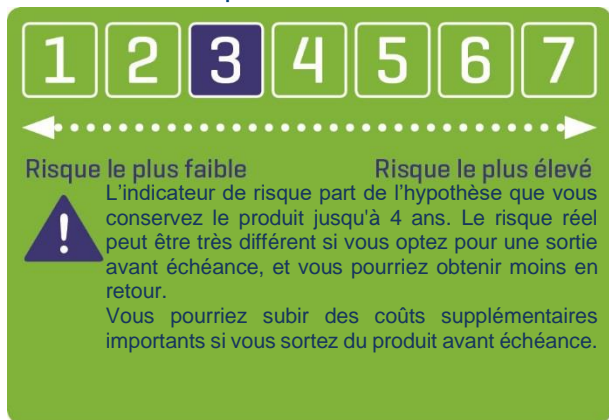 1 2 3 4 5 6 7
Risque le plus faible Risque le plus élevé
!
L'indicateur de risque part de l'hypothèse que vous
conservez le produit jusqu'à 4 ans. Le risque réel
peut être très différent si vous optez pour une sortie
avant échéance, et vous pourriez obtenir moins en
retour.
Vous pourriez subir des coûts supplémentaires
importants si vous sortez du produit avant échéance.